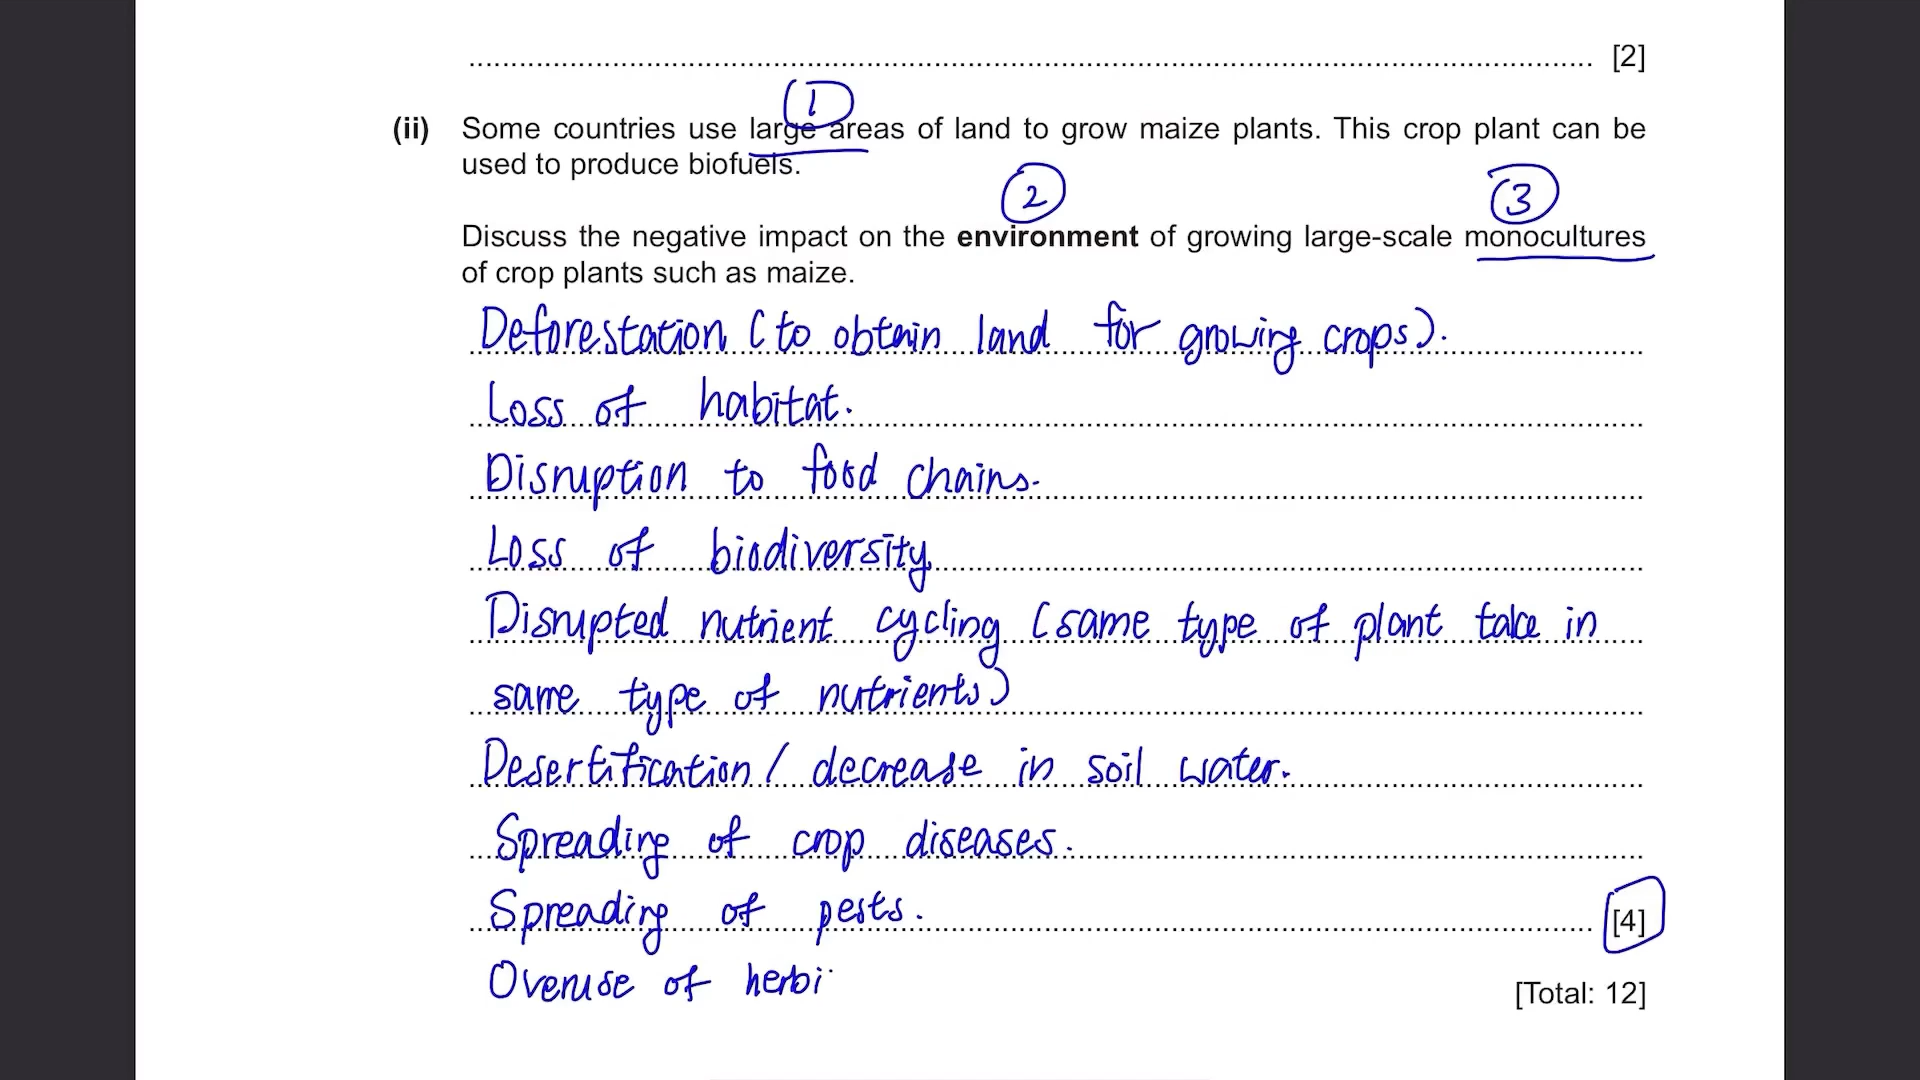 [2]
1
(ii) Some countries use large areas of land to grow maize plants. This crop plant can be
used to produce biofuels.
2 3
Discuss the negative impact on the environment of growing large-scale monocultures
of crop plants such as maize.
Deforestation (to obtain land for growing crops).
Loss of habitat.
Disruption to food chains.
Loss of biodiversity
Disrupted nutrient cycling (same type of plant take in
same type of nutrients)
Desertification / decrease in soil water.
Spreading of crop diseases.
Spreading of pests.
[4]
Overuse of herbi
[Total: 12]